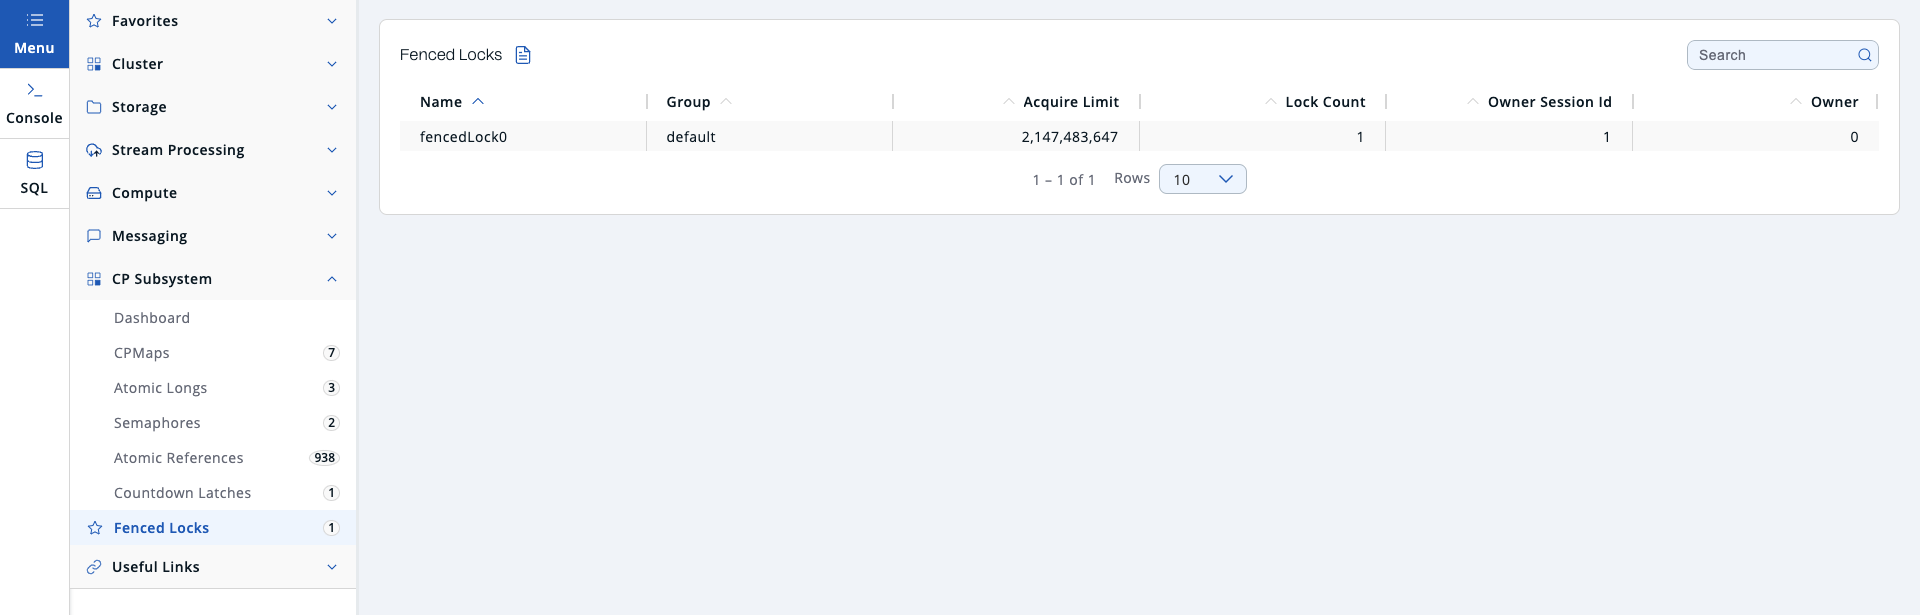 Menu
Console
SQL
Favorites
Cluster
Storage
Stream Processing
Compute
Messaging
CP Subsystem
Dashboard
CPMaps 7
Atomic Longs 3
Semaphores 2
Atomic References 938
Countdown Latches 1
Fenced Locks 1
Useful Links
Fenced Locks
Search
Name Group Acquire Limit Lock Count Owner Session Id Owner
fencedLock0 default 2,147,483,647 1 1 0
1 – 1 of 1 Rows 10